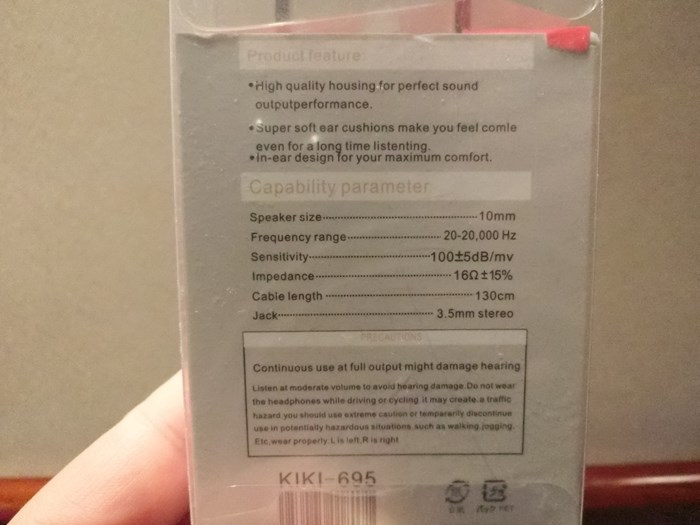 Product feature:
•High quality housing for perfect sound
outputperformance.
•Super soft ear cushions make you feel comle
even for a long time listenting.
•In-ear design for your maximum comfort.
Capability parameter
Speaker size 10mm
Frequency range 20-20,000 Hz
Sensitivity 100±5dB/mv
Impedance 16Ω±15%
Cable length 130cm
Jack 3.5mm stereo
PRECAUTIONS
Continuous use at full output might damage hearing
Listen at moderate volume to avoid hearing damage.Do not wear
the headphones while driving or cycling.it may create a traffic
hazard.you should use extreme caution or temperarily discontinue
use in potentially hazardous situations.such as walking.jogging.
Etc.wear properly:L is left,R is right
KIKI-695